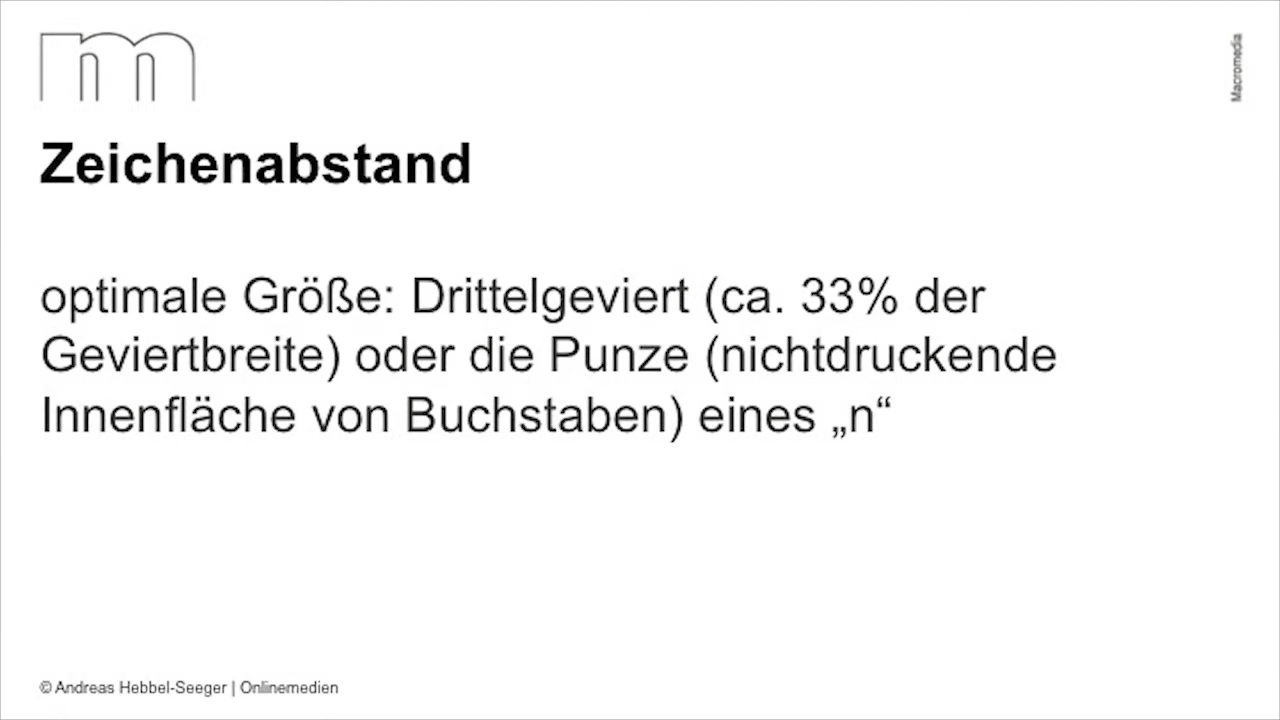 m
Macromedia
Zeichenabstand
optimale Größe: Drittelgeviert (ca. 33% der
Geviertbreite) oder die Punze (nichtdruckende
Innenfläche von Buchstaben) eines „n“
© Andreas Hebbel-Seeger | Onlinemedien